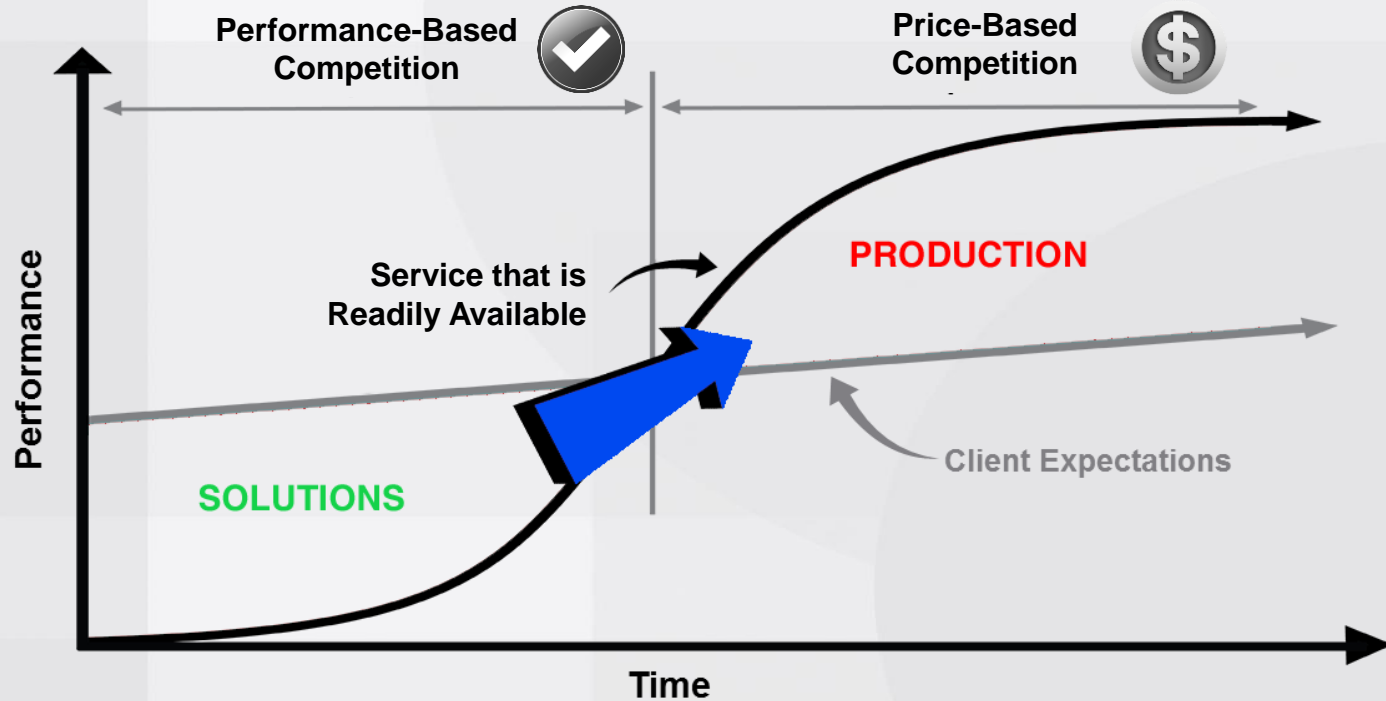 Performance-Based
Competition
Price-Based
Competition
$
Service that is
Readily Available
PRODUCTION
Performance
SOLUTIONS
Client Expectations
Time